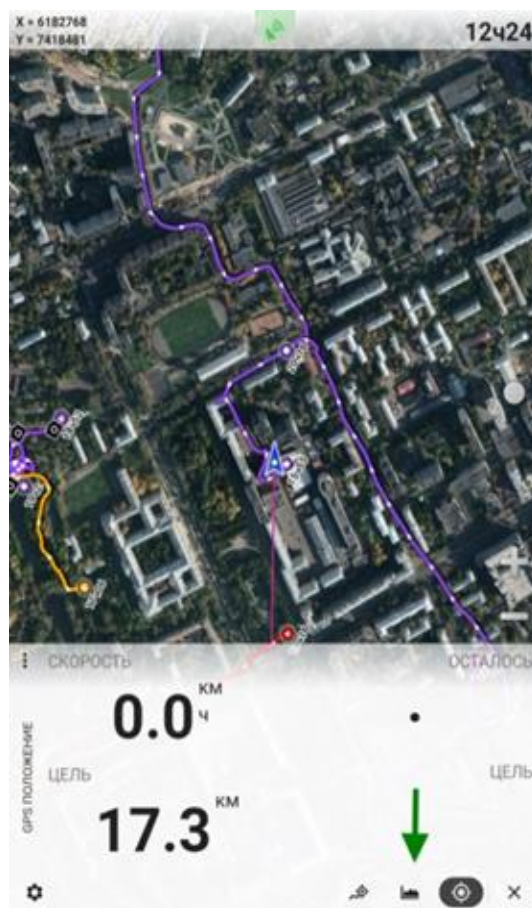 X = 6182768
Y = 7418481
12ч24
СКОРОСТЬ
ОСТАЛОСЬ
0.0 КМ
Ч
ЦЕЛЬ
ЦЕЛЬ
17.3 КМ
GPS ПОЛОЖЕНИЕ